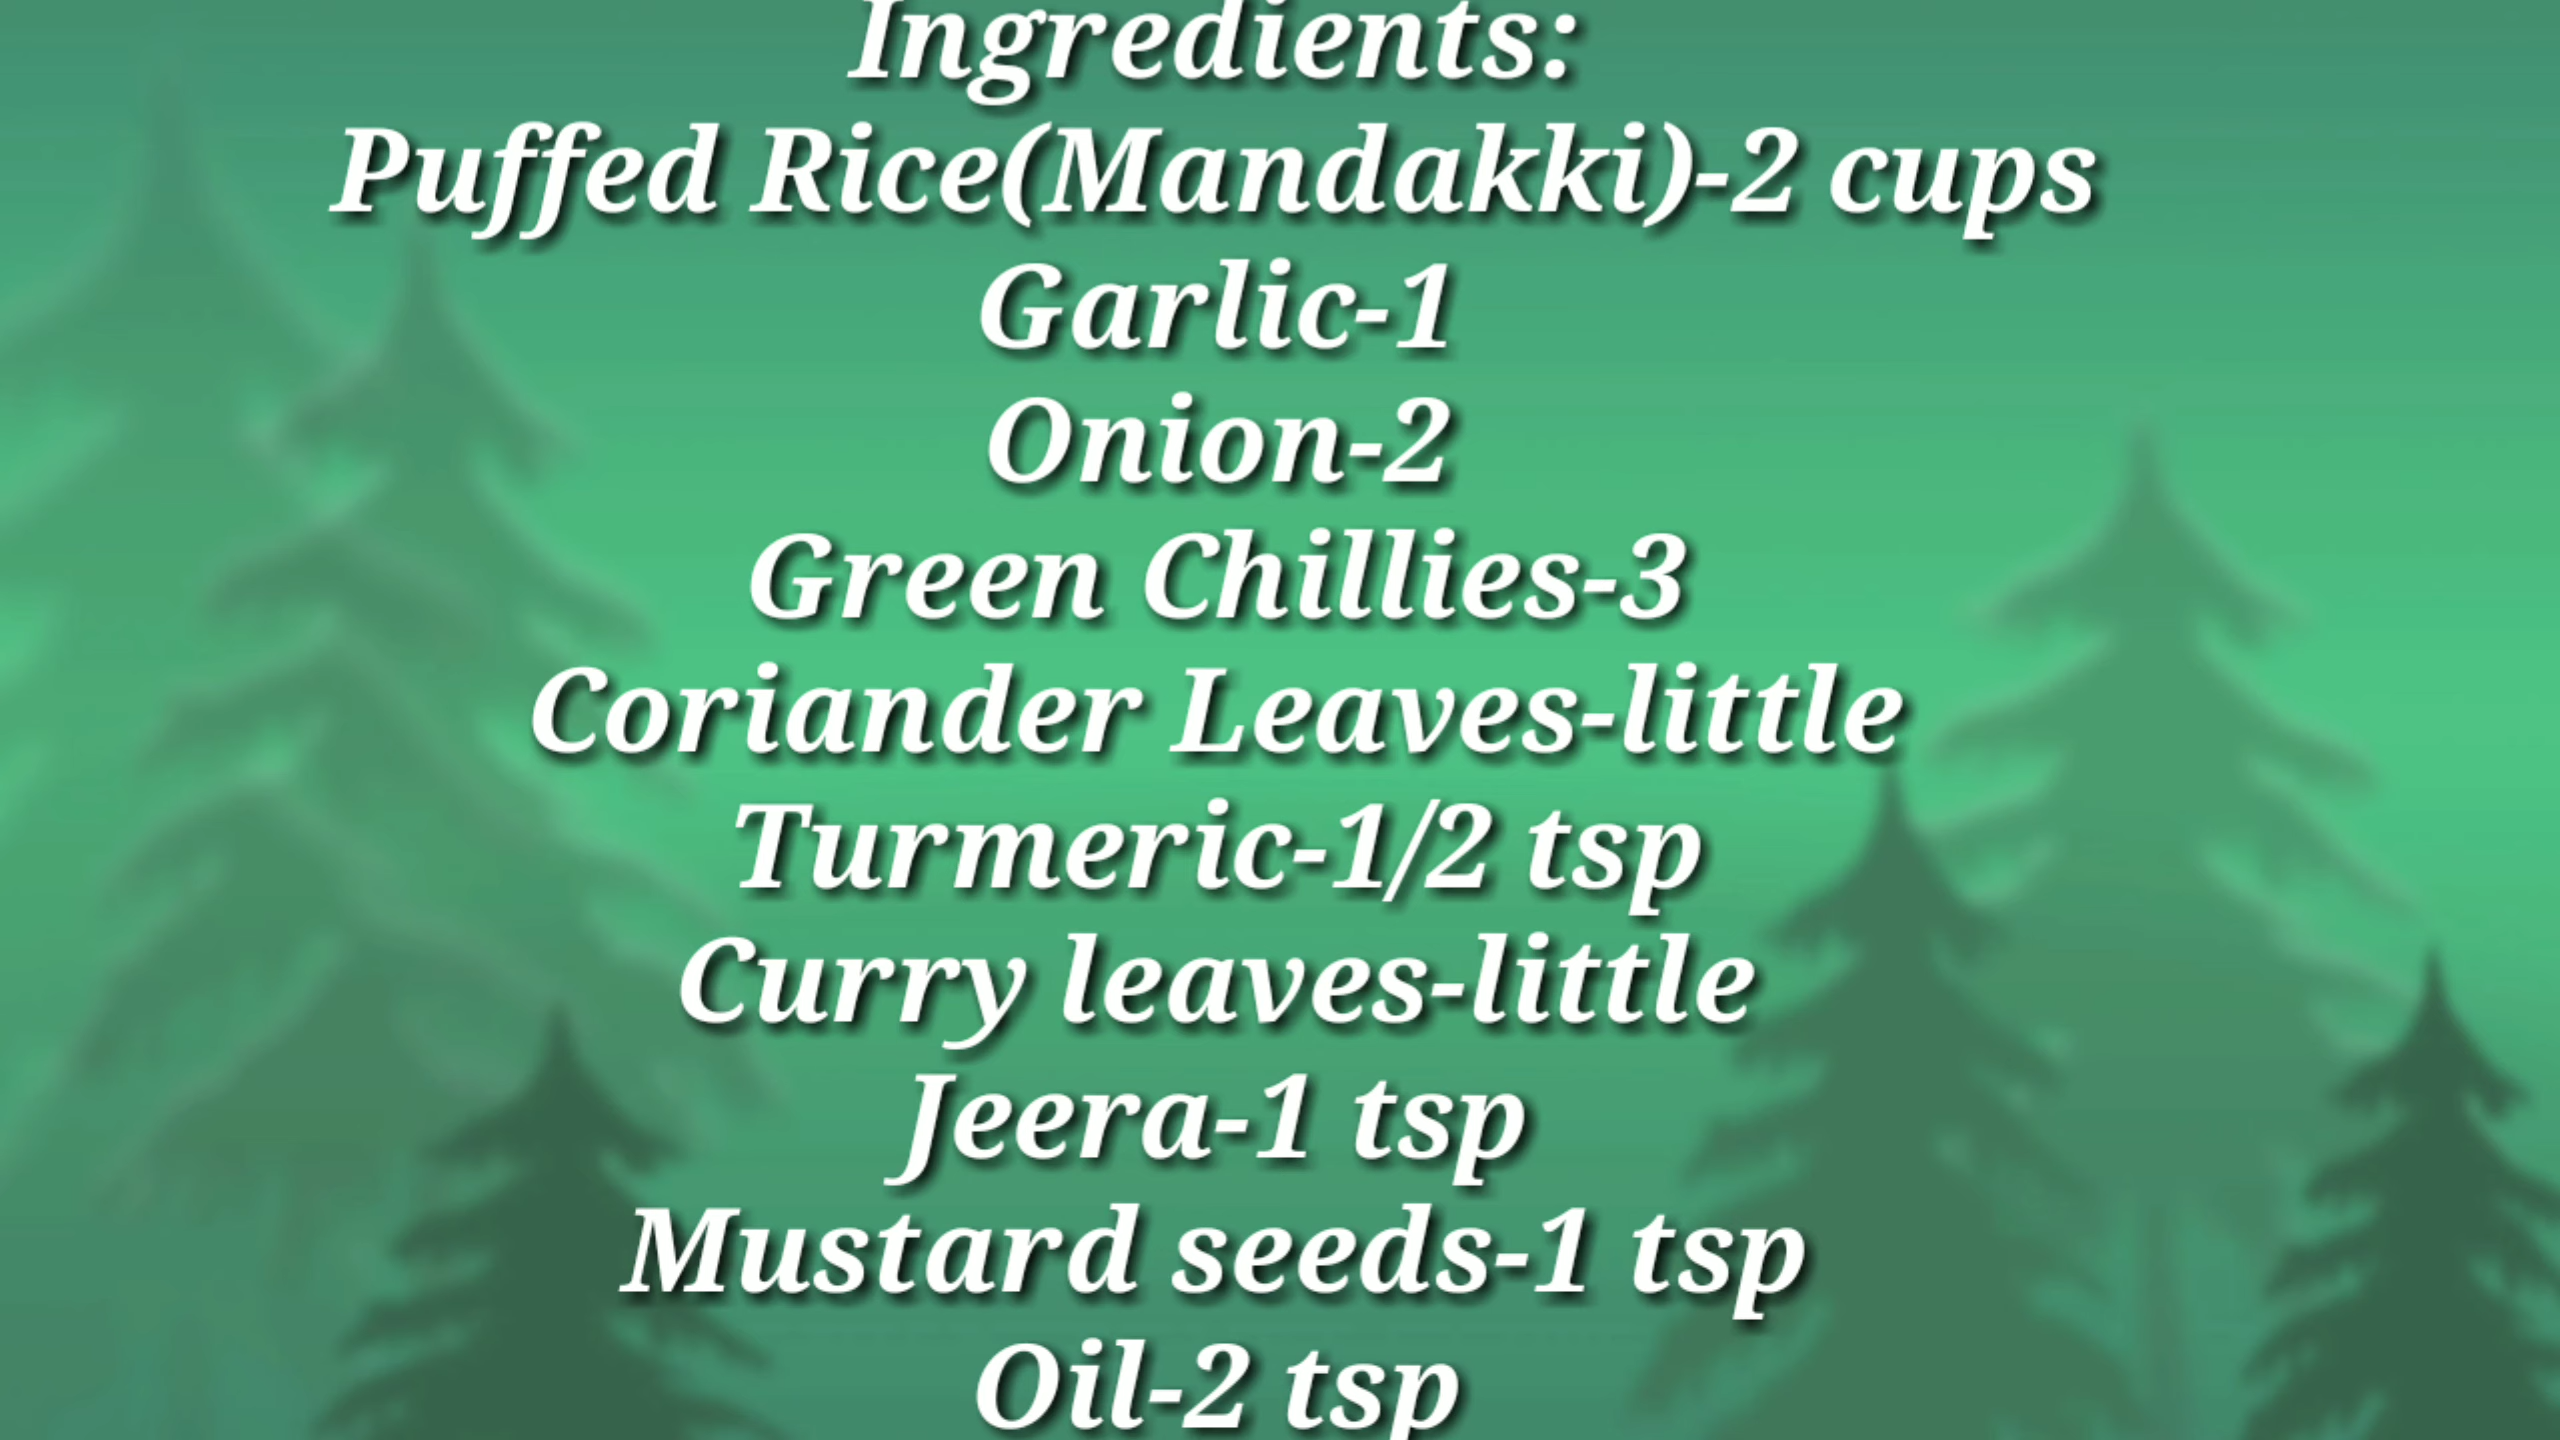 Ingredients:
Puffed Rice(Mandakki)-2 cups
Garlic-1
Onion-2
Green Chillies-3
Coriander Leaves-little
Turmeric-1/2 tsp
Curry leaves-little
Jeera-1 tsp
Mustard seeds-1 tsp
Oil-2 tsp